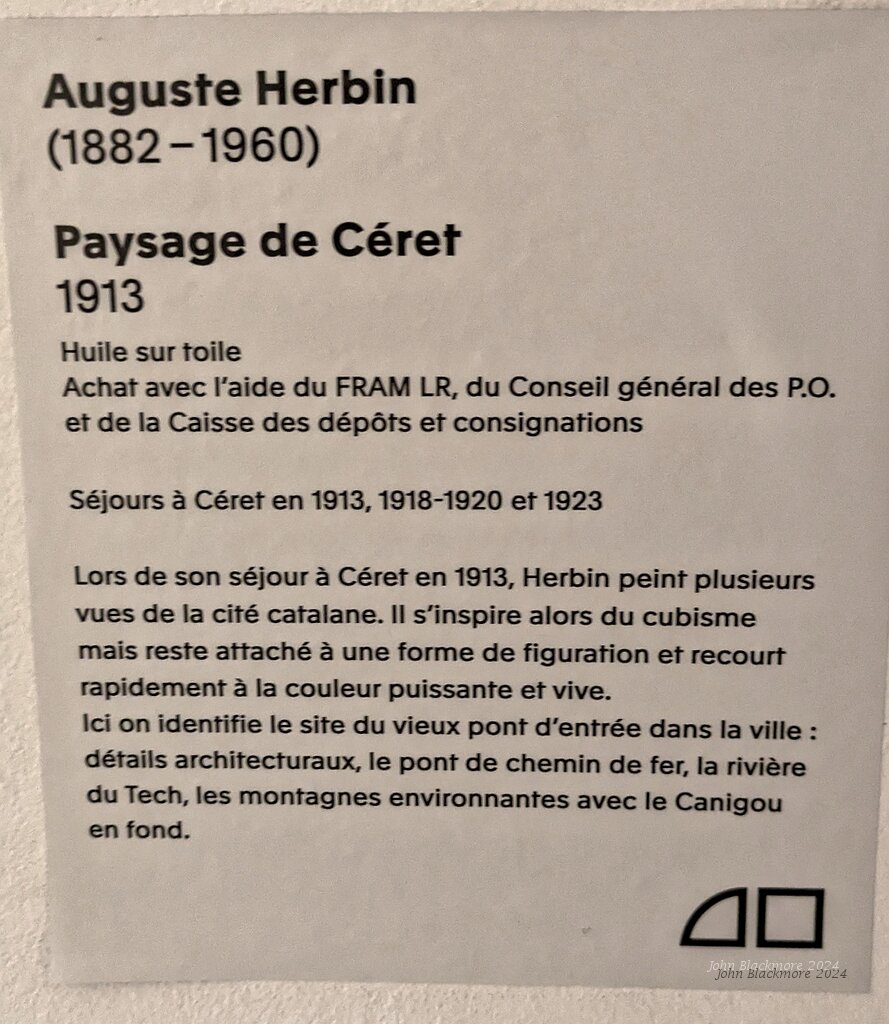 Auguste Herbin
(1882 – 1960)
Paysage de Céret
1913
Huile sur toile
Achat avec l’aide du FRAM LR, du Conseil général des P.O.
et de la Caisse des dépôts et consignations
Séjours à Céret en 1913, 1918-1920 et 1923
Lors de son séjour à Céret en 1913, Herbin peint plusieurs
vues de la cité catalane. Il s’inspire alors du cubisme
mais reste attaché à une forme de figuration et recourt
rapidement à la couleur puissante et vive.
Ici on identifie le site du vieux pont d’entrée dans la ville :
détails architecturaux, le pont de chemin de fer, la rivière
du Tech, les montagnes environnantes avec le Canigou
en fond.
John Blackmore 2024
John Blackmore 2024